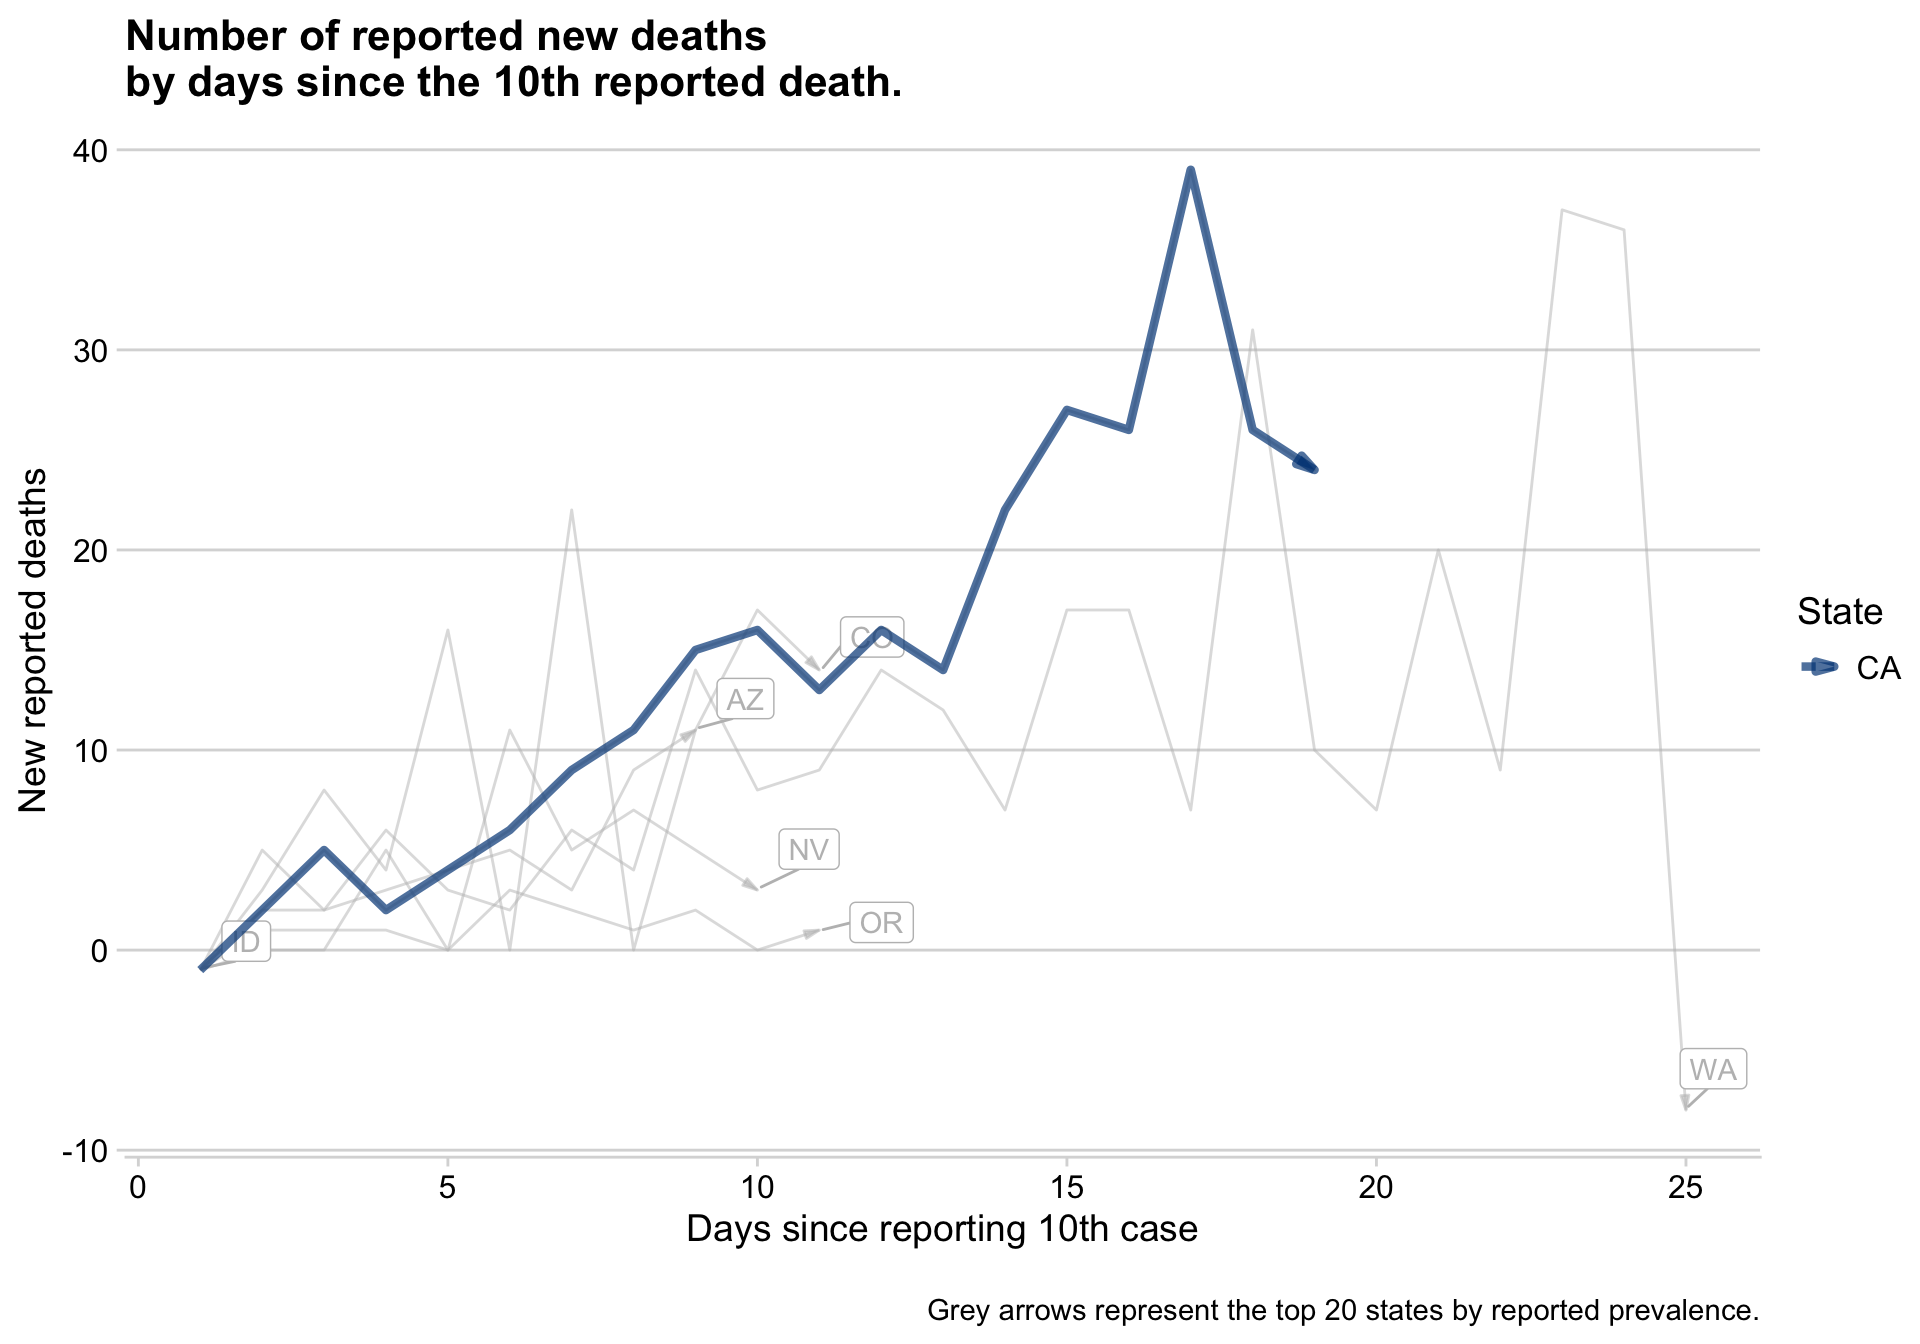 Number of reported new deaths
by days since the 10th reported death.
40
30
20
10
0
-10
New reported deaths
CO
AZ
NV
OR
ID
WA
State
CA
0 5 10 15 20 25
Days since reporting 10th case
Grey arrows represent the top 20 states by reported prevalence.